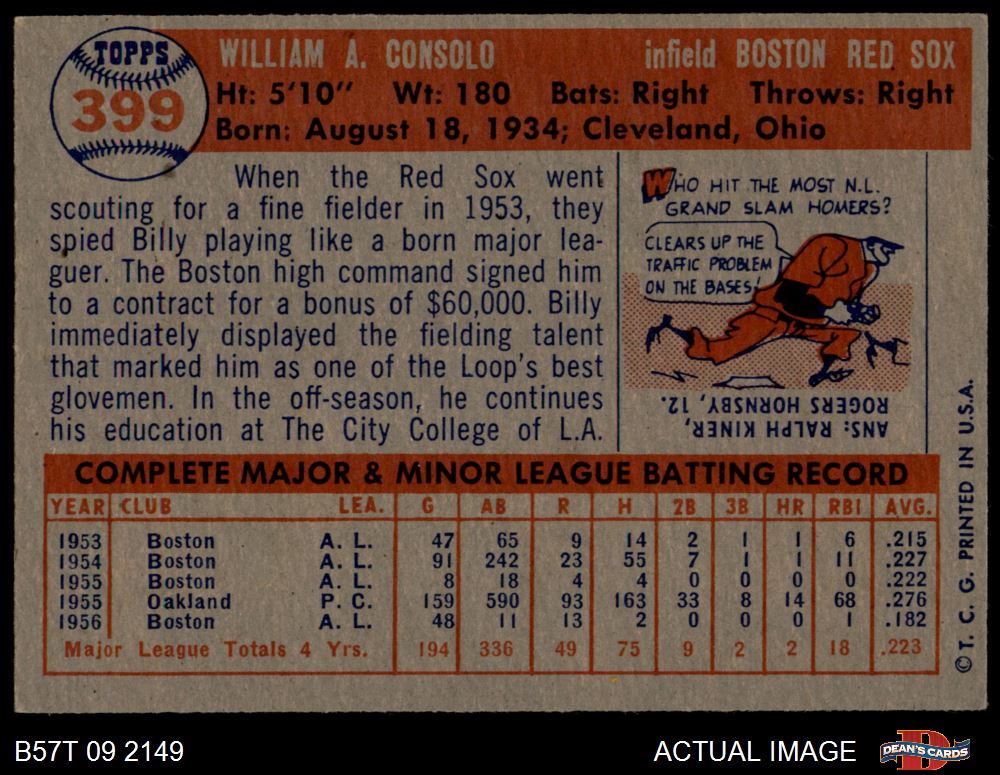 TOPPS
399
WILLIAM A. CONSOLO infield BOSTON RED SOX
Ht: 5'10" Wt: 180 Bats: Right Throws: Right
Born: August 18, 1934; Cleveland, Ohio
When the Red Sox went
scouting for a fine fielder in 1953, they
spied Billy playing like a born major lea-
guer. The Boston high command signed him
to a contract for a bonus of $60,000. Billy
immediately displayed the fielding talent
that marked him as one of the Loop's best
glovemen. In the off-season, he continues
his education at The City College of L.A.
WHO HIT THE MOST N.L.
GRAND SLAM HOMERS?
CLEARS UP THE
TRAFFIC PROBLEM
ON THE BASES!
ANS: RALPH KINER,
ROGERS HORNSBY, 12.
COMPLETE MAJOR & MINOR LEAGUE BATTING RECORD
YEAR CLUB LEA. G AB R H 2B 3B HR RBI AVG.
1953 Boston A. L. 47 65 9 14 2 1 1 6 .215
1954 Boston A. L. 91 242 23 55 7 1 1 11 .227
1955 Boston A. L. 8 18 4 4 0 0 0 0 .222
1955 Oakland P. C. 159 590 93 163 33 8 14 68 .276
1956 Boston A. L. 48 11 13 2 0 0 0 1 .182
Major League Totals 4 Yrs. 194 336 49 75 9 2 2 18 .223
© T. C. G. PRINTED IN U.S.A.
B57T 09 2149 ACTUAL IMAGE
DEAN'S CARDS